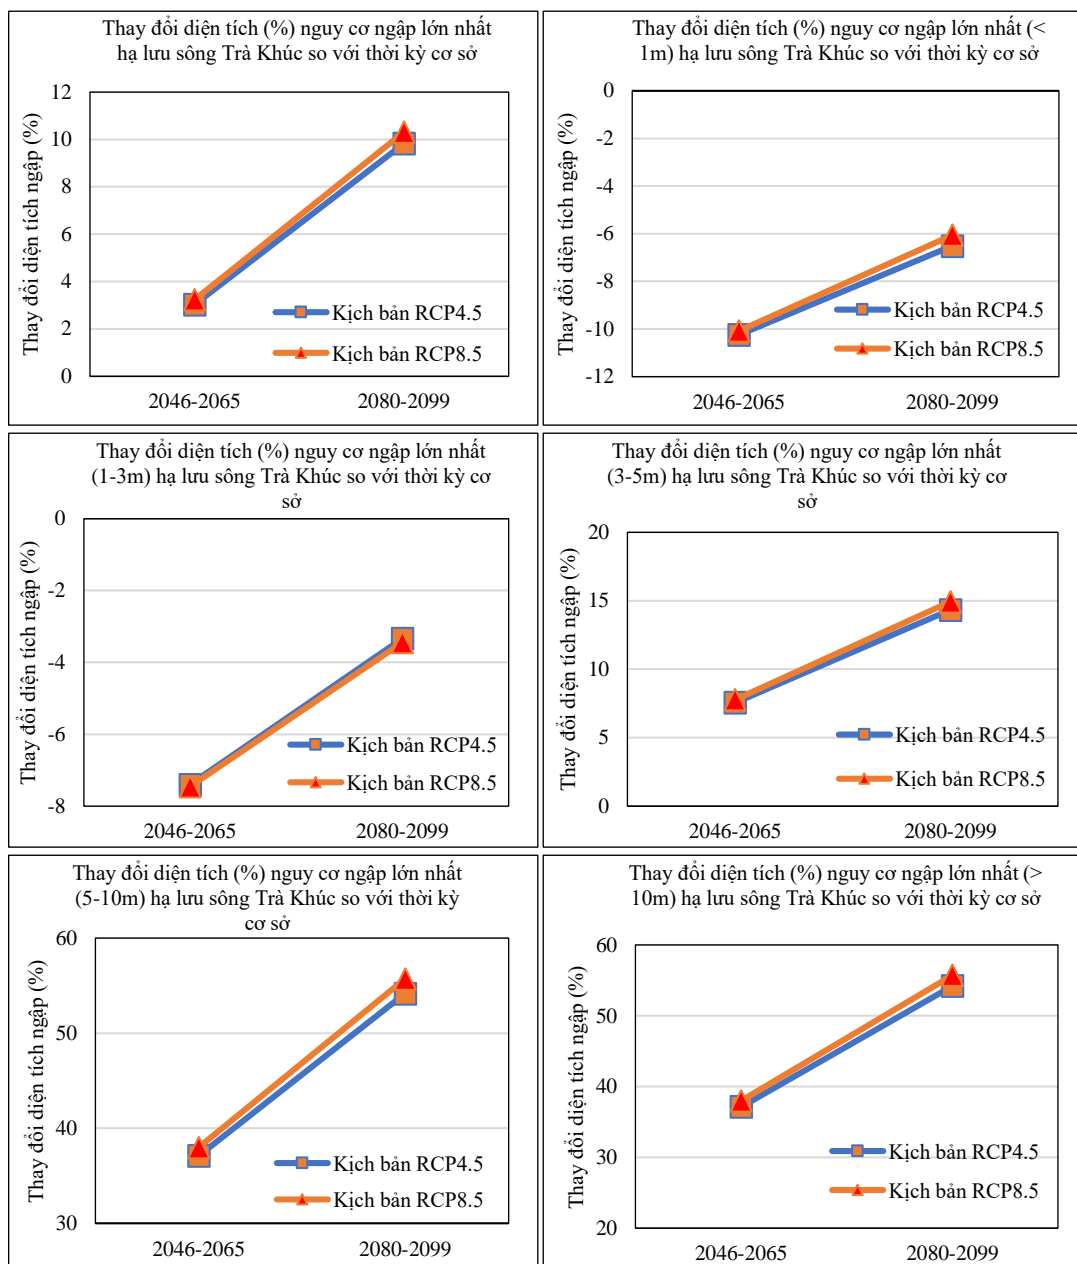 Thay đổi diện tích (%) nguy cơ ngập lớn nhất
hạ lưu sông Trà Khúc so với thời kỳ cơ sở
Thay đổi diện tích ngập (%)
12
10
8
6
4
2
0
Kịch bản RCP4.5
Kịch bản RCP8.5
2046-2065
2080-2099
Thay đổi diện tích (%) nguy cơ ngập lớn nhất (<
1m) hạ lưu sông Trà Khúc so với thời kỳ cơ sở
Thay đổi diện tích ngập (%)
0
-2
-4
-6
-8
-10
-12
Kịch bản RCP4.5
Kịch bản RCP8.5
2046-2065
2080-2099
Thay đổi diện tích (%) nguy cơ ngập lớn nhất
(1-3m) hạ lưu sông Trà Khúc so với thời kỳ cơ
sở
Thay đổi diện tích ngập (%)
0
-2
-4
-6
-8
Kịch bản RCP4.5
Kịch bản RCP8.5
2046-2065
2080-2099
Thay đổi diện tích (%) nguy cơ ngập lớn nhất
(3-5m) hạ lưu sông Trà Khúc so với thời kỳ cơ
sở
Thay đổi diện tích ngập (%)
20
15
10
5
0
Kịch bản RCP4.5
Kịch bản RCP8.5
2046-2065
2080-2099
Thay đổi diện tích (%) nguy cơ ngập lớn nhất
(5-10m) hạ lưu sông Trà Khúc so với thời kỳ
cơ sở
Thay đổi diện tích ngập (%)
60
50
40
30
Kịch bản RCP4.5
Kịch bản RCP8.5
2046-2065
2080-2099
Thay đổi diện tích (%) nguy cơ ngập lớn nhất (>
10m) hạ lưu sông Trà Khúc so với thời kỳ cơ sở
Thay đổi diện tích ngập (%)
60
50
40
30
20
Kịch bản RCP4.5
Kịch bản RCP8.5
2046-2065
2080-2099